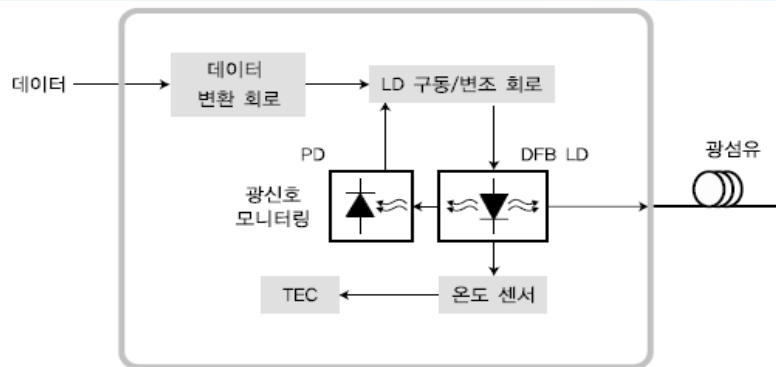 데이터
데이터
변환 회로
LD 구동/변조 회로
PD
DFB LD
광섬유
광신호
모니터링
TEC
온도 센서